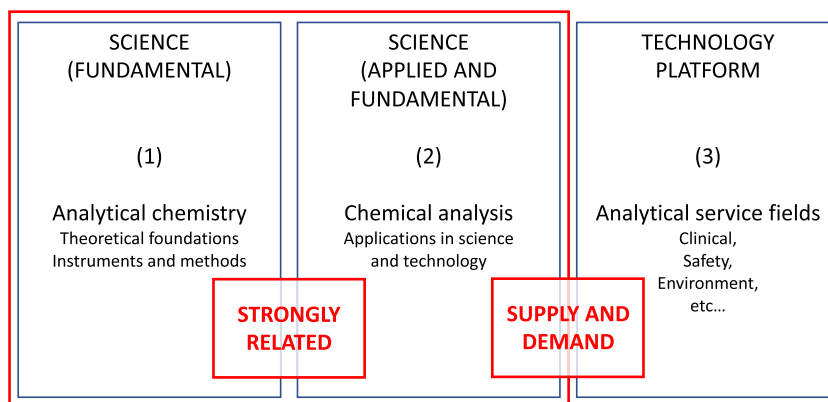 SCIENCE
(FUNDAMENTAL)
(1)
Analytical chemistry
Theoretical foundations
Instruments and methods
SCIENCE
(APPLIED AND
FUNDAMENTAL)
(2)
Chemical analysis
Applications in science
and technology
TECHNOLOGY
PLATFORM
(3)
Analytical service fields
Clinical,
Safety,
Environment,
etc...
STRONGLY
RELATED
SUPPLY AND
DEMAND